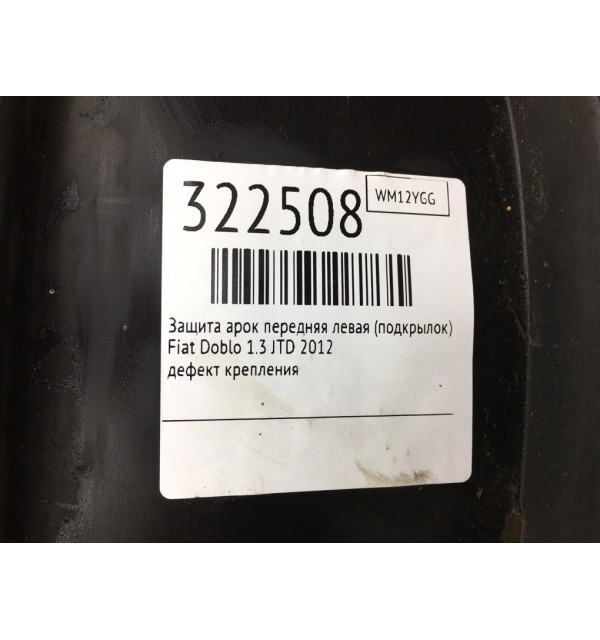 322508
WM12YGG
Защита арок передняя левая (подкрылок)
Fiat Doblo 1.3 JTD 2012
дефект крепления